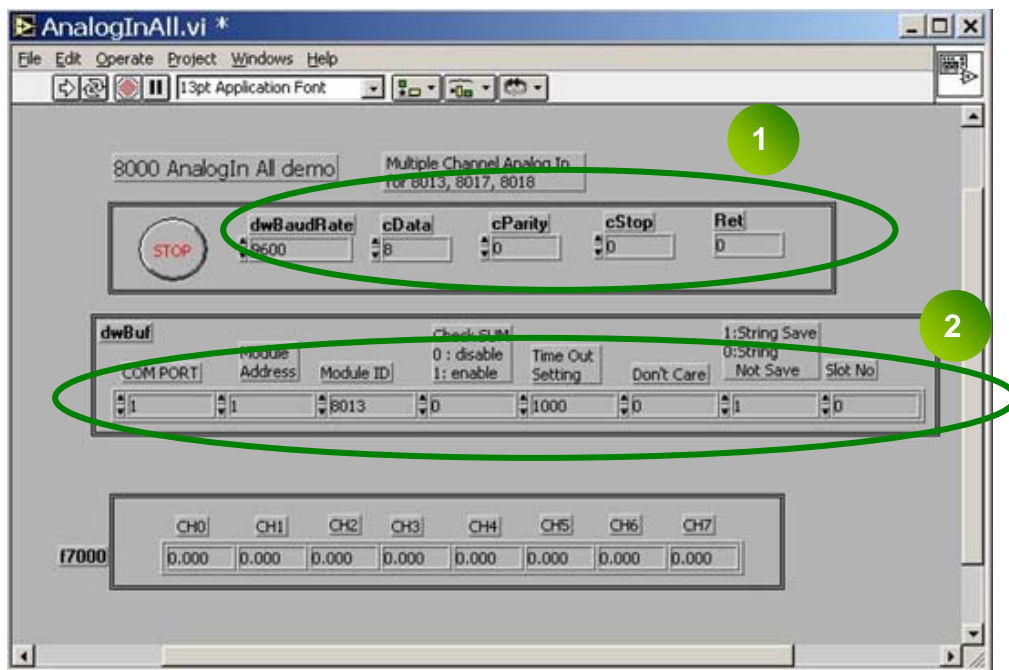 AnalogInAll.vi *
File Edit Operate Project Windows Help
13pt Application Font
1
8000 AnalogIn All demo
Multiple Channel Analog In
for 8013, 8017, 8018
STOP
dwBaudRate cData cParity cStop Ret
9600 8 0 0 0
2
dwBuf
COM PORT
Module
Address
Module ID
Check SUM
0 : disable
1: enable
Time Out
Setting
Don't Care
1:String Save
0:String
Not Save
Slot No
1 1 8013 0 1000 0 1 0
CH0 CH1 CH2 CH3 CH4 CH5 CH6 CH7
f7000 0.000 0.000 0.000 0.000 0.000 0.000 0.000 0.000